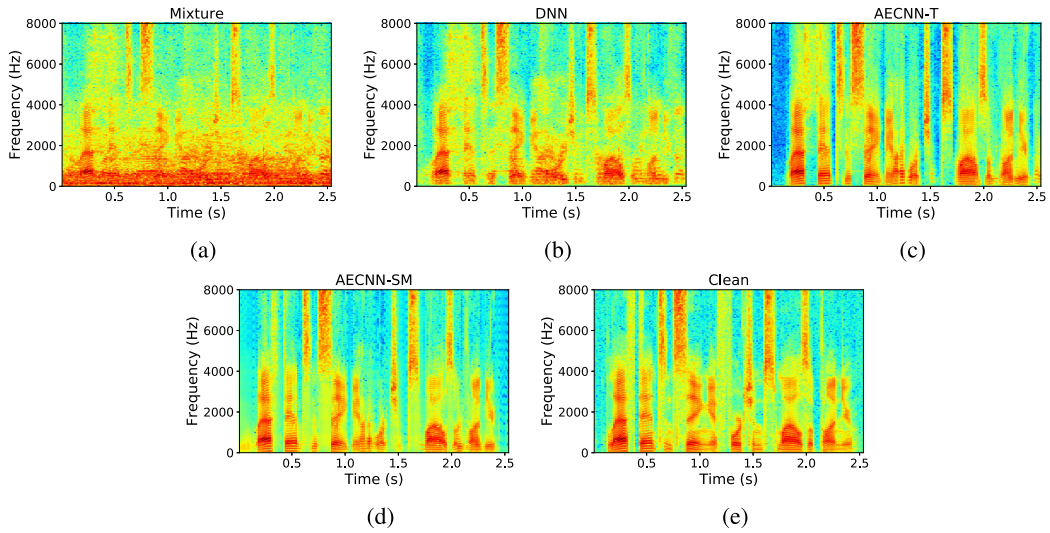 Mixture
8000
6000
4000
2000
0
Frequency (Hz)
0.5 1.0 1.5 2.0 2.5
Time (s)
(a)
DNN
8000
6000
4000
2000
0
Frequency (Hz)
0.5 1.0 1.5 2.0 2.5
Time (s)
(b)
AECNN-T
8000
6000
4000
2000
0
Frequency (Hz)
0.5 1.0 1.5 2.0 2.5
Time (s)
(c)
AECNN-SM
8000
6000
4000
2000
0
Frequency (Hz)
0.5 1.0 1.5 2.0 2.5
Time (s)
(d)
Clean
8000
6000
4000
2000
0
Frequency (Hz)
0.5 1.0 1.5 2.0 2.5
Time (s)
(e)